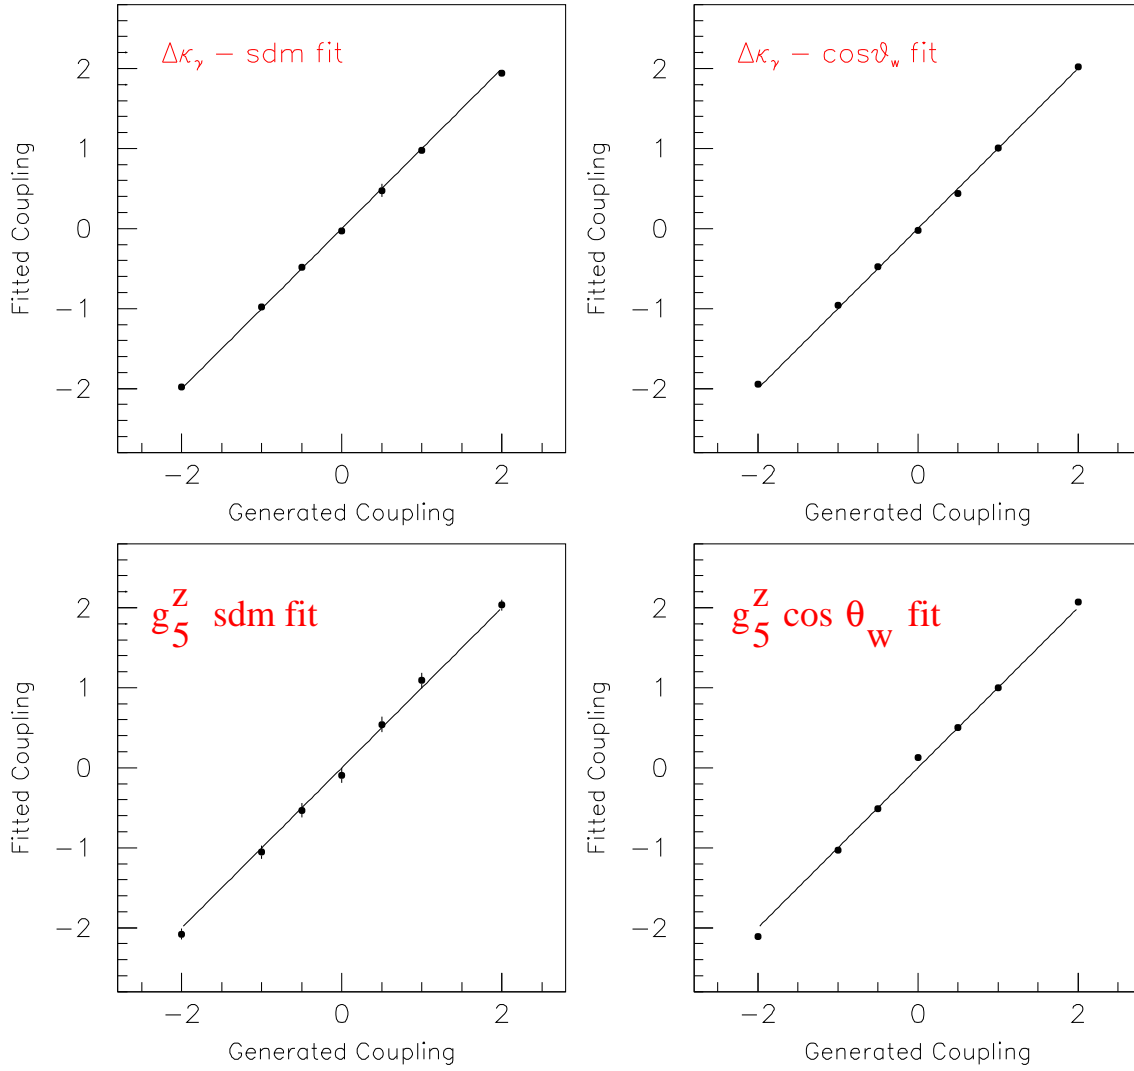 Δκγ − sdm fit
2
1
0
−1
−2
Fitted Coupling
−2 0 2
Generated Coupling
Δκγ − cosϑw fit
2
1
0
−1
−2
Fitted Coupling
−2 0 2
Generated Coupling
g5z sdm fit
2
1
0
−1
−2
Fitted Coupling
−2 0 2
Generated Coupling
g5z cos θw fit
2
1
0
−1
−2
Fitted Coupling
−2 0 2
Generated Coupling